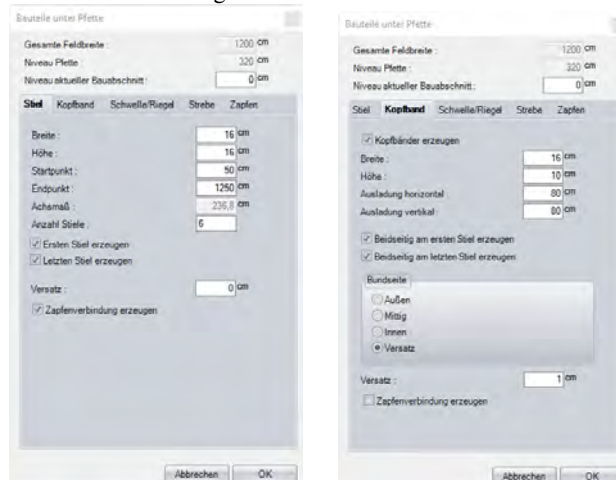 Bauteile unter Pfette
Gesamte Feldbreite : 1200 cm
Niveau Pfette : 320 cm
Niveau aktueller Bauabschnitt : 0 cm
Stiel Kopfband Schwelle/Riegel Strebe Zapfen
Breite : 16 cm
Höhe : 16 cm
Startpunkt : 50 cm
Endpunkt : 1250 cm
Achsmaß : 236,8 cm
Anzahl Stiele : 6
Ersten Stiel erzeugen
Letzten Stiel erzeugen
Versatz : 0 cm
Zapfenverbindung erzeugen
Abbrechen OK
Bauteile unter Pfette
Gesamte Feldbreite : 1200 cm
Niveau Pfette : 320 cm
Niveau aktueller Bauabschnitt : 0 cm
Stiel Kopfband Schwelle/Riegel Strebe Zapfen
Kopfbänder erzeugen
Breite : 16 cm
Höhe : 10 cm
Ausladung horizontal : 80 cm
Ausladung vertikal : 80 cm
Beidseitig am ersten Stiel erzeugen
Beidseitig am letzten Stiel erzeugen
Bundseite
Außen
Mittig
Innen
Versatz
Versatz : 1 cm
Zapfenverbindung erzeugen
Abbrechen OK